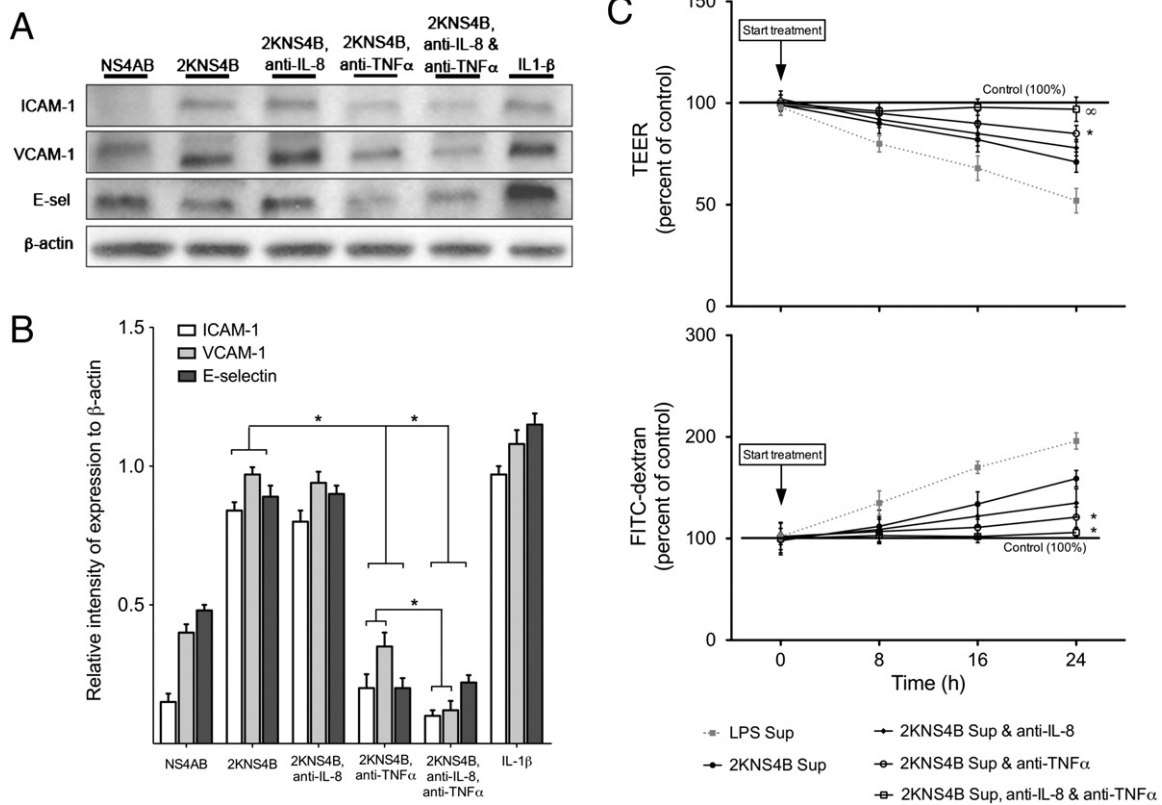 A
NS4AB
2KNS4B
2KNS4B,
anti-IL-8
2KNS4B,
anti-TNFα
2KNS4B,
anti-IL-8 &
anti-TNFα
IL1-β
ICAM-1
VCAM-1
E-sel
β-actin
B
Relative intensity of expression to β-actin
1.5
1.0
0.5
ICAM-1
VCAM-1
E-selectin
*
*
*
NS4AB
2KNS4B
2KNS4B,
anti-IL-8
2KNS4B,
anti-TNFα
2KNS4B,
anti-IL-8,
anti-TNFα
IL-1β
C
TEER
(percent of control)
150
100
50
0
Start treatment
Control (100%)
∞
*
FITC-dextran
(percent of control)
300
200
100
0
Start treatment
*
*
Control (100%)
0
8
16
24
Time (h)
LPS Sup
2KNS4B Sup
2KNS4B Sup & anti-IL-8
2KNS4B Sup & anti-TNFα
2KNS4B Sup, anti-IL-8 & anti-TNFα